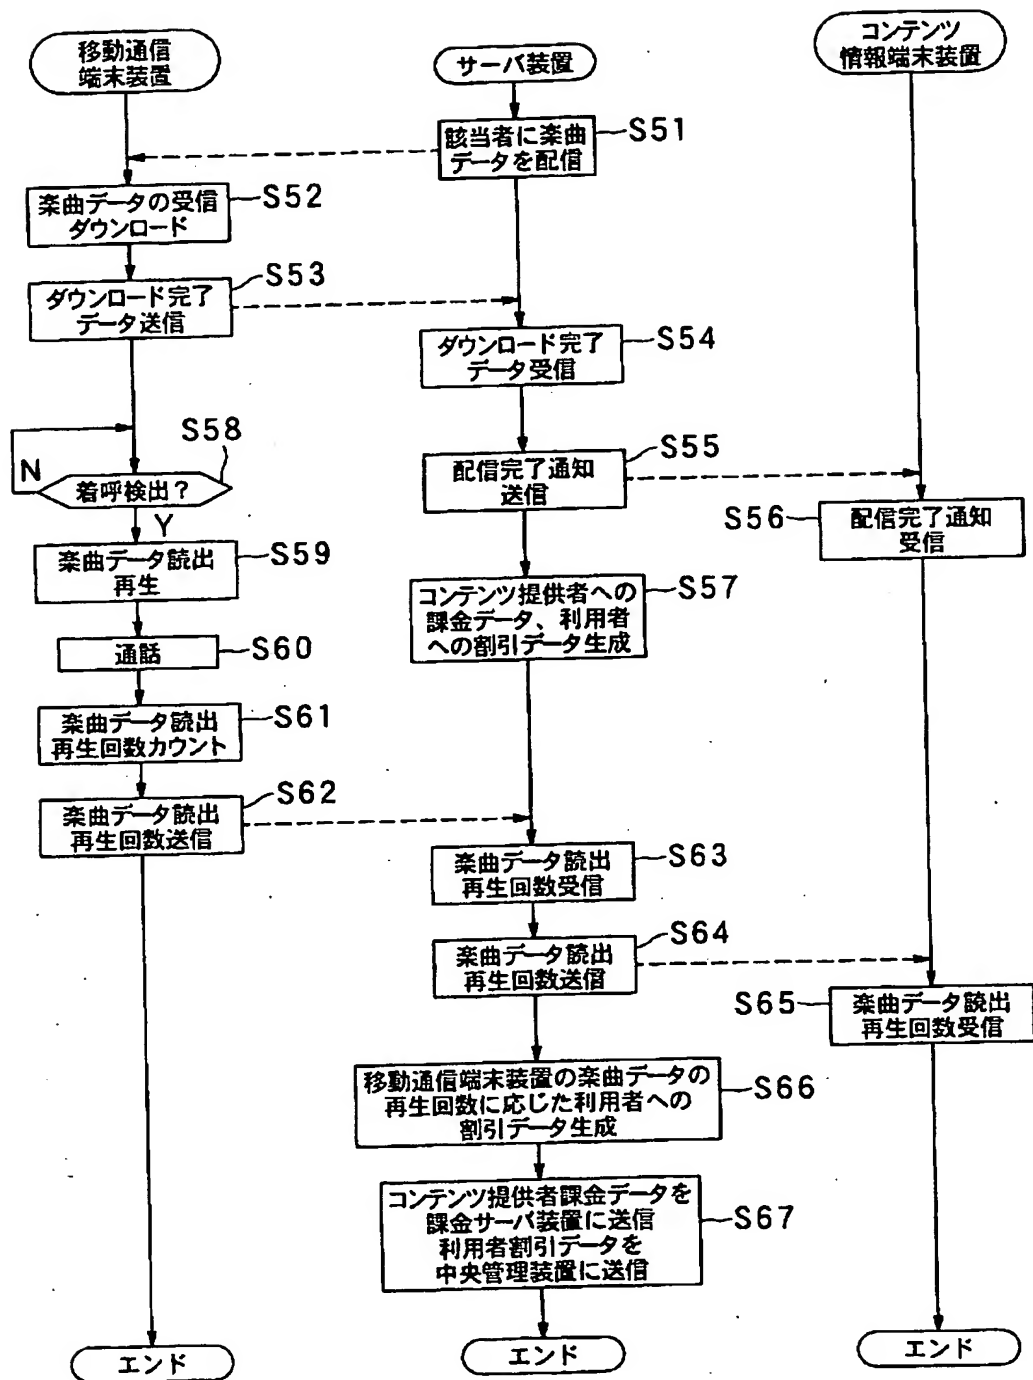 移動通信
端末装置
サーバ装置
コンテンツ
情報端末装置
該当者に楽曲
データを配信
S51
楽曲データの受信
ダウンロード
S52
ダウンロード完了
データ送信
S53
ダウンロード完了
データ受信
S54
配信完了通知
送信
S55
S56
配信完了通知
受信
コンテンツ提供者への
課金データ、利用者
への割引データ生成
S57
S58
N
着呼検出?
Y
楽曲データ読出
再生
S59
通話
S60
楽曲データ読出
再生回数カウント
S61
楽曲データ読出
再生回数送信
S62
楽曲データ読出
再生回数受信
S63
楽曲データ読出
再生回数送信
S64
S65
楽曲データ読出
再生回数受信
移動通信端末装置の楽曲データの
再生回数に応じた利用者への
割引データ生成
S66
コンテンツ提供者課金データを
課金サーバ装置に送信
利用者割引データを
中央管理装置に送信
S67
エンド
エンド
エンド